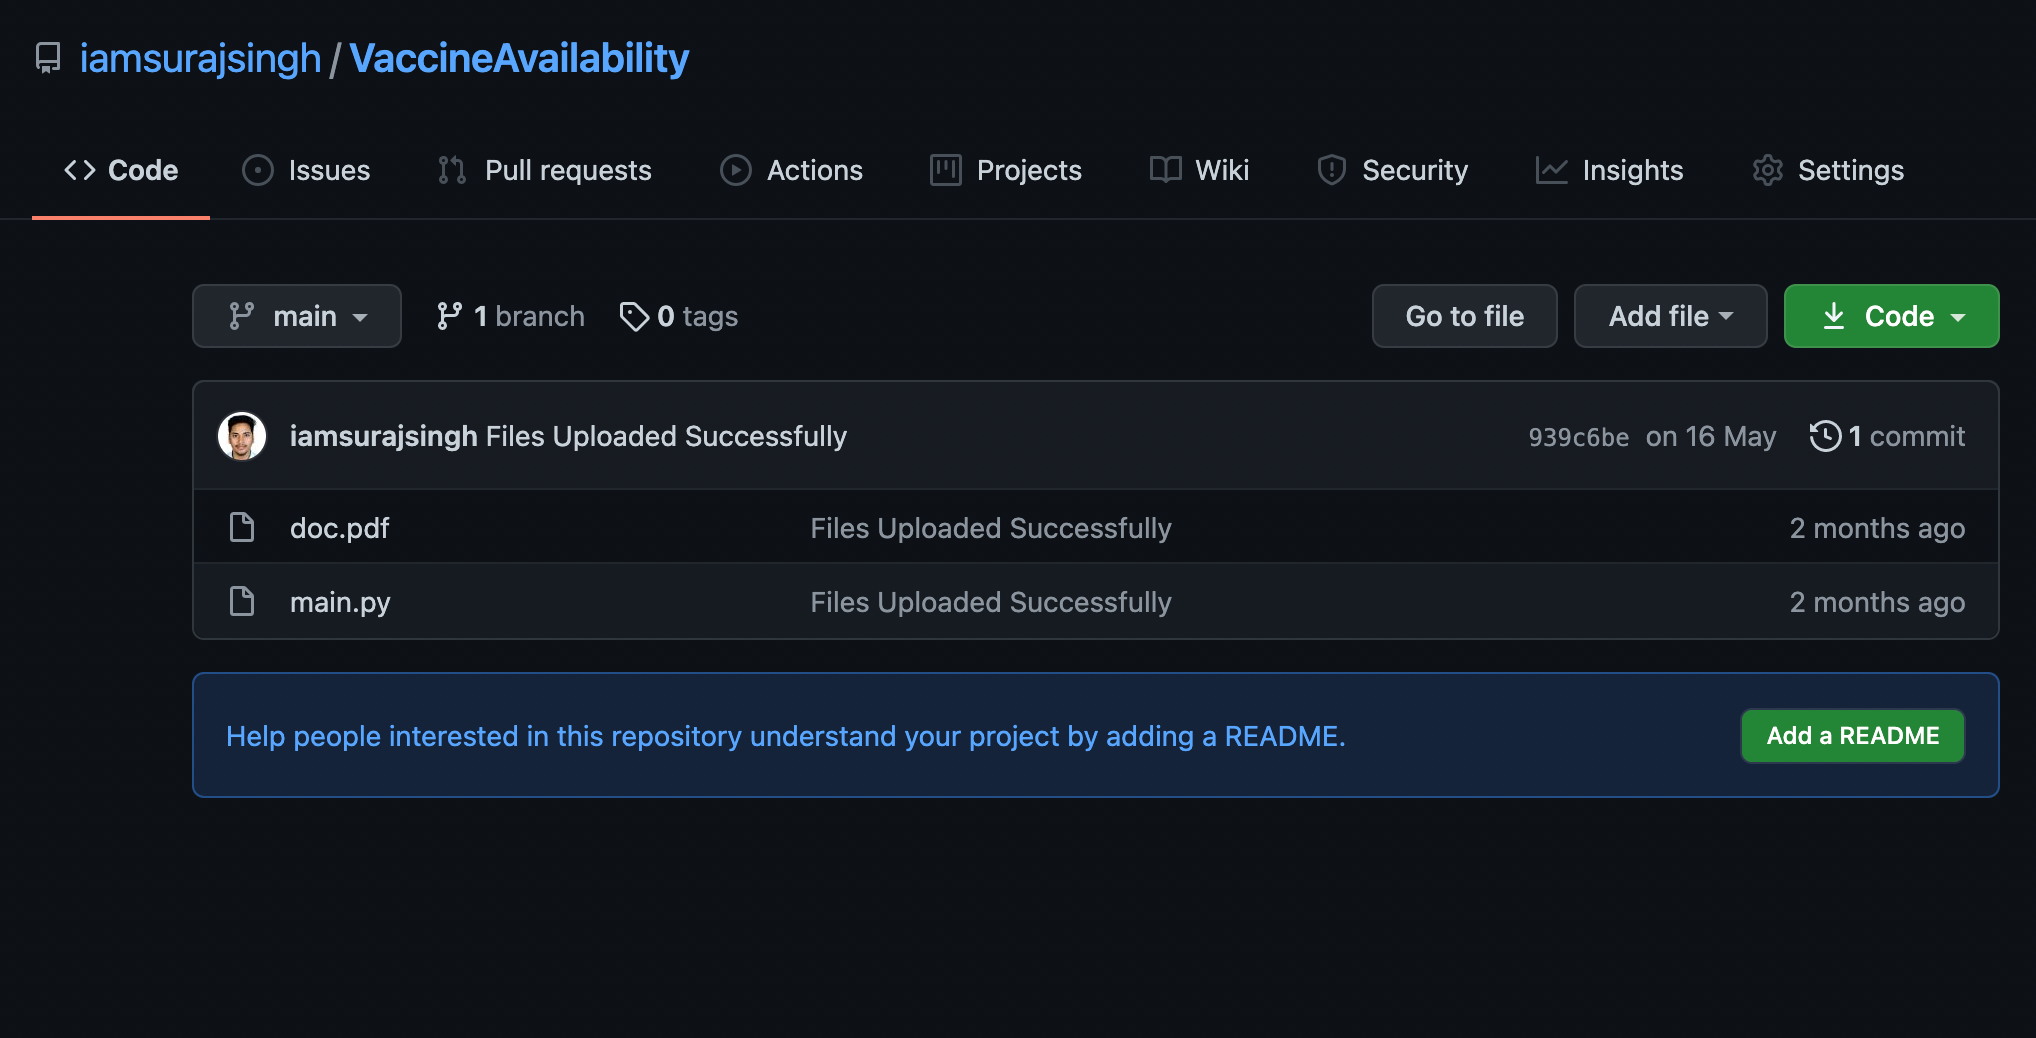 iamsurajsingh / VaccineAvailability
Code Issues Pull requests Actions Projects Wiki Security Insights Settings
main 1 branch 0 tags Go to file Add file Code
iamsurajsingh Files Uploaded Successfully 939c6be on 16 May 1 commit
doc.pdf Files Uploaded Successfully 2 months ago
main.py Files Uploaded Successfully 2 months ago
Help people interested in this repository understand your project by adding a README. Add a README